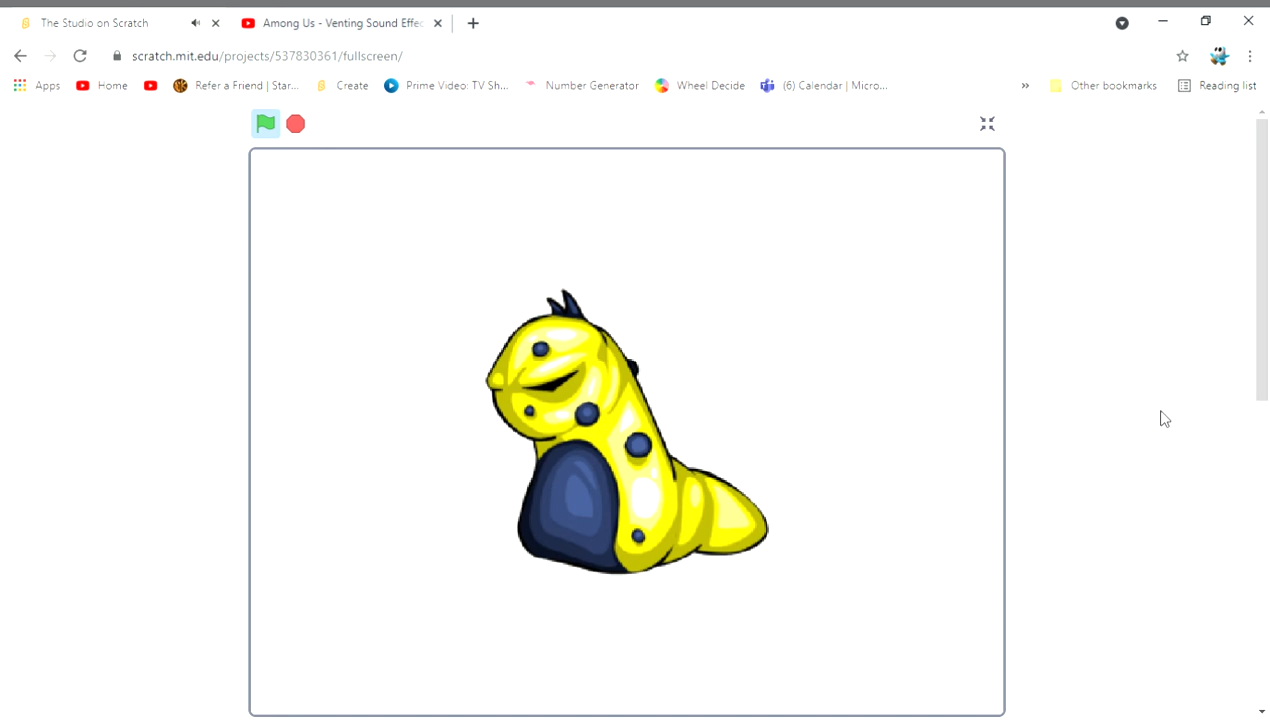 The Studio on Scratch
Among Us - Venting Sound Effec
scratch.mit.edu/projects/537830361/fullscreen/
Apps Home Refer a Friend | Star... Create Prime Video: TV Sh... Number Generator Wheel Decide (6) Calendar | Micro... » Other bookmarks Reading list